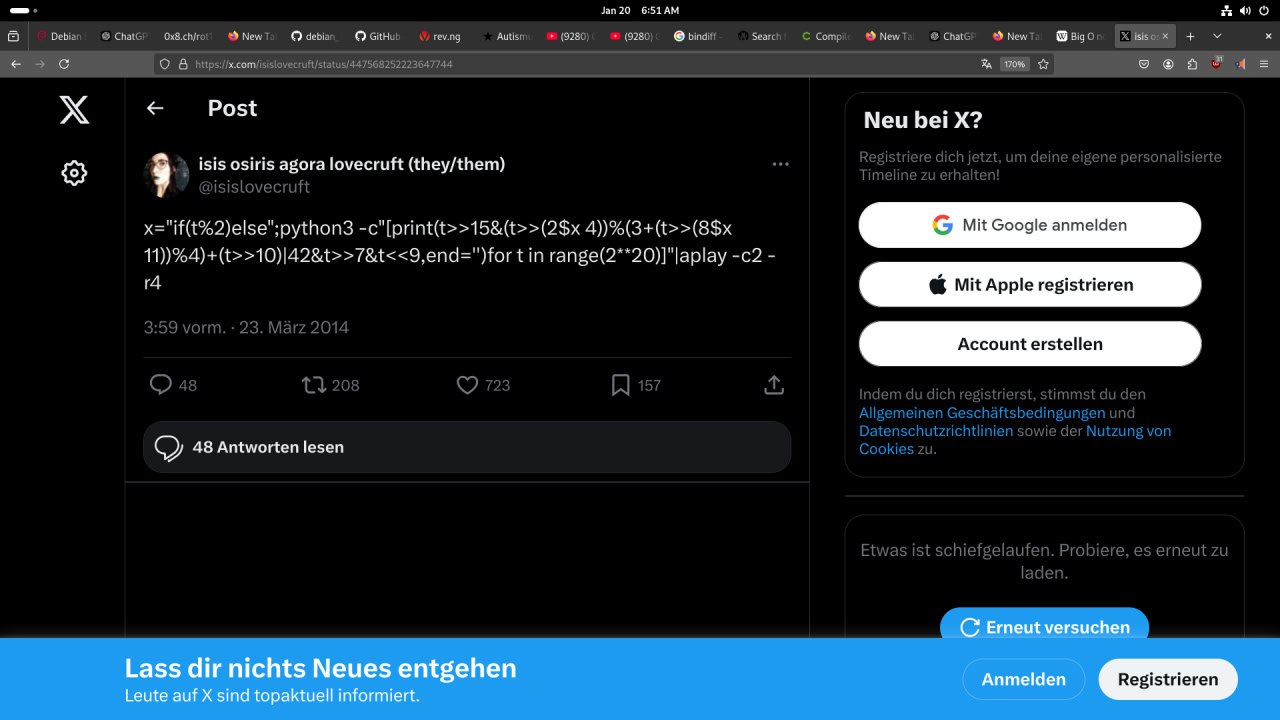 Jan 20 6:51 AM
Debian
ChatGP
0x8.ch/rot1
New Ta
debian_
GitHub
rev.ng
Autismu
(9280)
(9280)
bindiff -
Search
Compile
New Tal
ChatGP
New Ta
Big O n
isis o
https://x.com/isislovecruft/status/447568252223647744
170%
31
Post
isis osiris agora lovecruft (they/them)
@isislovecruft
x="if(t%2)else";python3 -c"[print(t>>15&(t>>(2$x 4))%(3+(t>>(8$x
11))%4)+(t>>10)|42&t>>7&t<<9,end='')for t in range(2**20)]"|aplay -c2 -
r4
3:59 vorm. · 23. März 2014
48
208
723
157
48 Antworten lesen
Neu bei X?
Registriere dich jetzt, um deine eigene personalisierte
Timeline zu erhalten!
Mit Google anmelden
Mit Apple registrieren
Account erstellen
Indem du dich registrierst, stimmst du den
Allgemeinen Geschäftsbedingungen und
Datenschutzrichtlinien sowie der Nutzung von
Cookies zu.
Etwas ist schiefgelaufen. Probiere, es erneut zu
laden.
Erneut versuchen
Lass dir nichts Neues entgehen
Leute auf X sind topaktuell informiert.
Anmelden
Registrieren